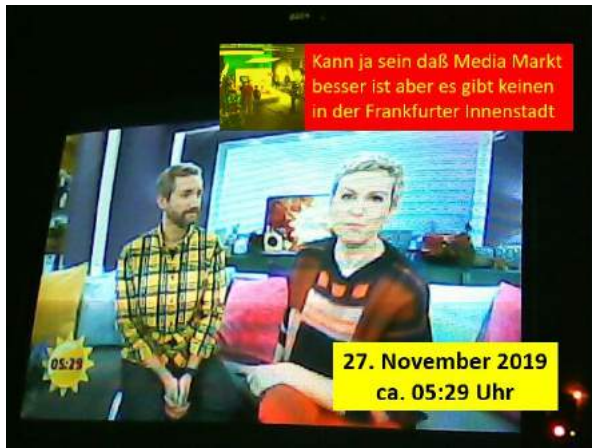 Kann ja sein daß Media Markt
besser ist aber es gibt keinen
in der Frankfurter Innenstadt
05:29
27. November 2019
ca. 05:29 Uhr